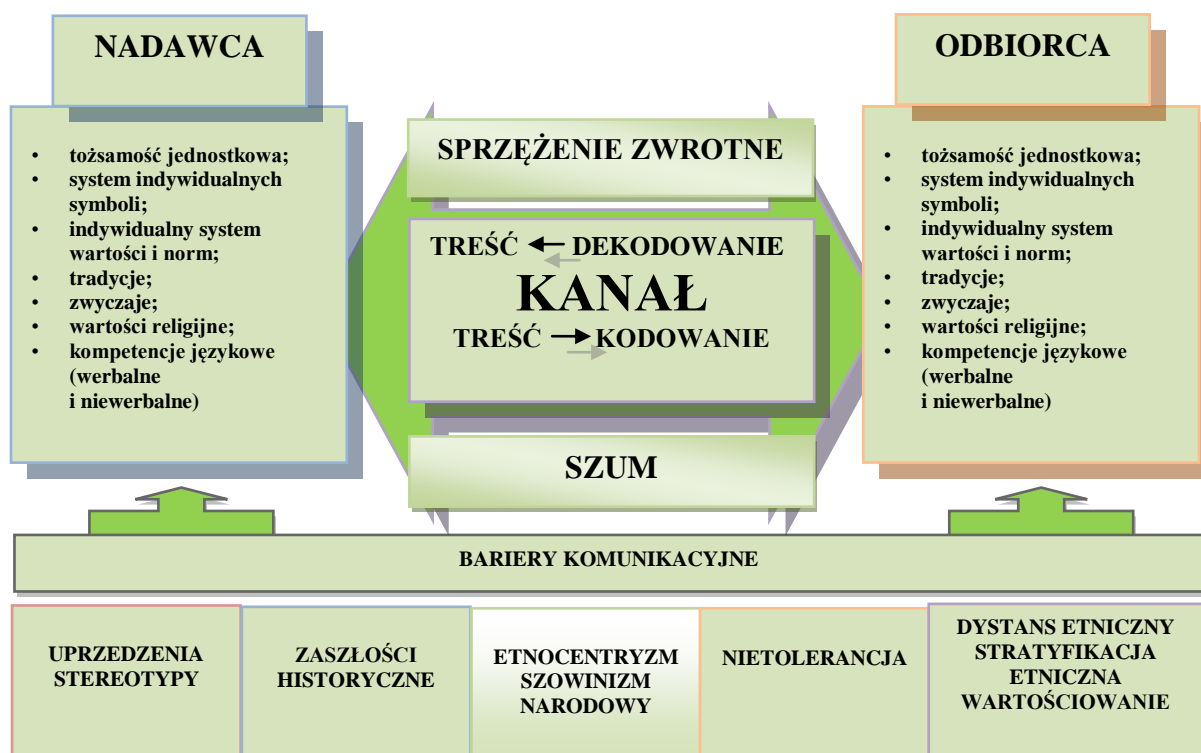 NADAWCA
• tożsamość jednostkowa;
• system indywidualnych
symboli;
• indywidualny system
wartości i norm;
• tradycje;
• zwyczaje;
• wartości religijne;
• kompetencje językowe
(werbalne
i niewerbalne)
SPRZĘŻENIE ZWROTNE
TREŚĆ DEKODOWANIE
KANAŁ
TREŚĆ KODOWANIE
SZUM
ODBIORCA
• tożsamość jednostkowa;
• system indywidualnych
symboli;
• indywidualny system
wartości i norm;
• tradycje;
• zwyczaje;
• wartości religijne;
• kompetencje językowe
(werbalne
i niewerbalne)
BARIERY KOMUNIKACYJNE
UPRZEDZENIA
STEREOTYPY
ZASZŁOŚCI
HISTORYCZNE
ETNOCENTRYZM
SZOWINIZM
NARODOWY
NIETOLERANCJA
DYSTANS ETNICZNY
STRATYFIKACJA
ETNICZNA
WARTOŚCIOWANIE